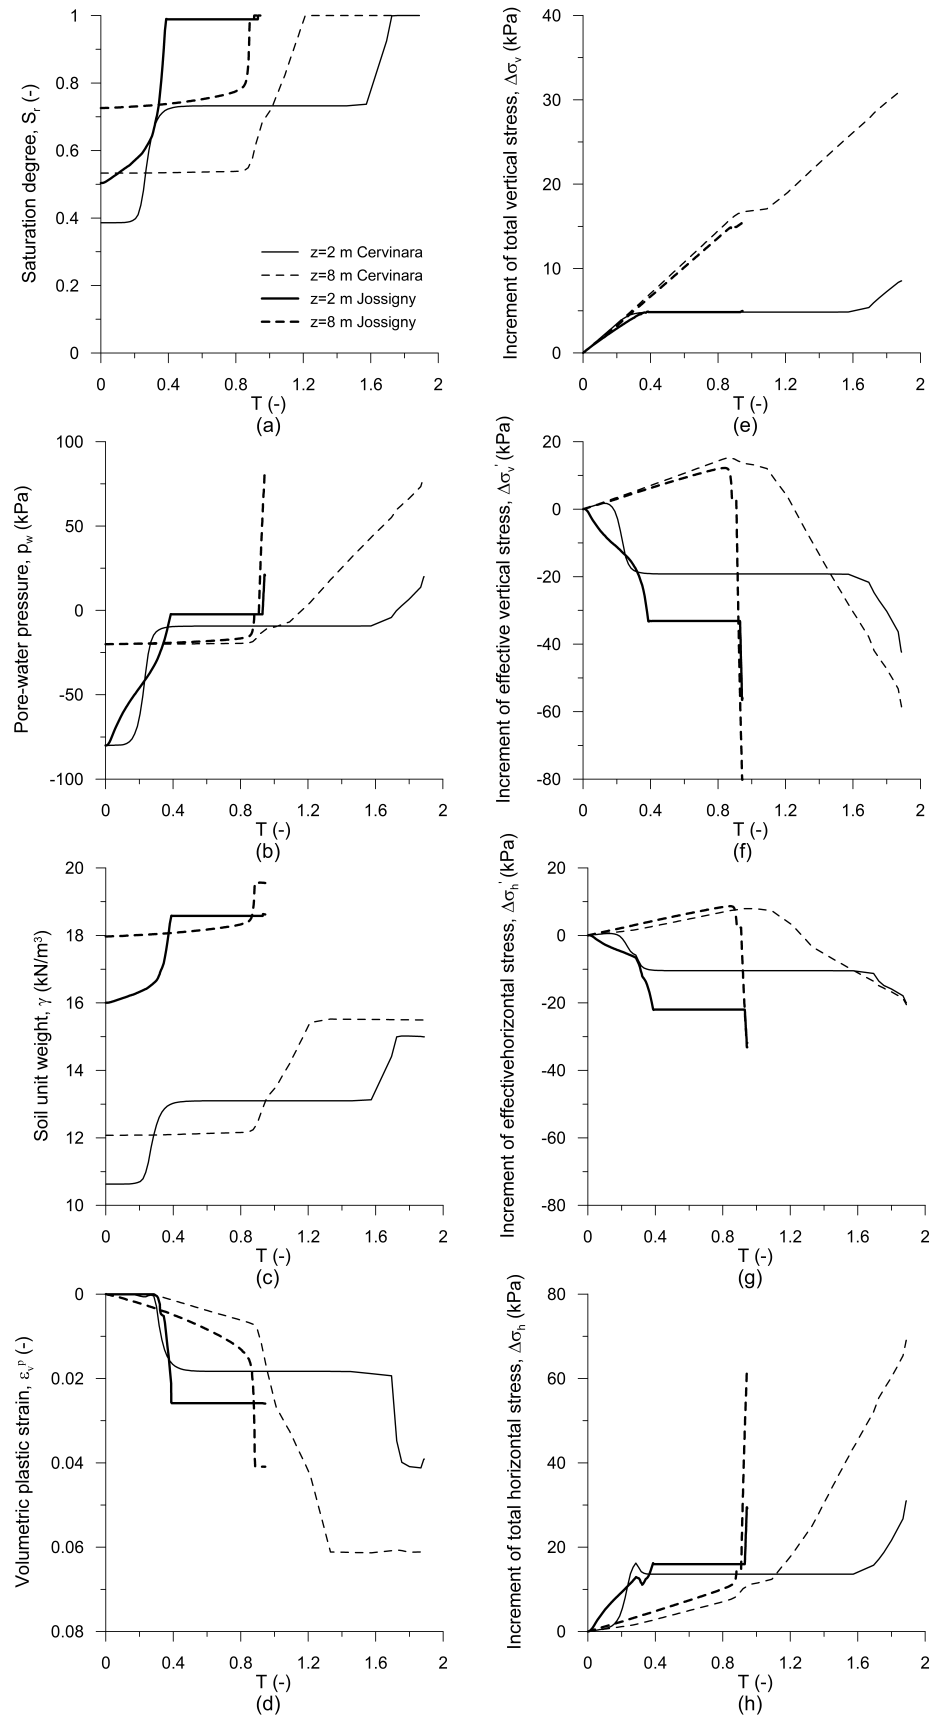 Saturation degree, Sr (-)
1
0.8
0.6
0.4
0.2
0
z=2 m Cervinara
z=8 m Cervinara
z=2 m Jossigny
z=8 m Jossigny
0 0.4 0.8 1.2 1.6 2
T (-)
(a)
Increment of total vertical stress, Δσv (kPa)
40
30
20
10
0
0 0.4 0.8 1.2 1.6 2
T (-)
(e)
Pore-water pressure, pw (kPa)
100
50
0
-50
-100
0 0.4 0.8 1.2 1.6 2
T (-)
(b)
Increment of effective vertical stress, Δσv' (kPa)
20
0
-20
-40
-60
-80
0 0.4 0.8 1.2 1.6 2
T (-)
(f)
Soil unit weight, γ (kN/m³)
20
18
16
14
12
10
0 0.4 0.8 1.2 1.6 2
T (-)
(c)
Increment of effectivehorizontal stress, Δσh' (kPa)
20
0
-20
-40
-60
-80
0 0.4 0.8 1.2 1.6 2
T (-)
(g)
Volumetric plastic strain, εvᵖ (-)
0
0.02
0.04
0.06
0.08
0 0.4 0.8 1.2 1.6 2
T (-)
(d)
Increment of total horizontal stress, Δσh (kPa)
80
60
40
20
0
0 0.4 0.8 1.2 1.6 2
T (-)
(h)